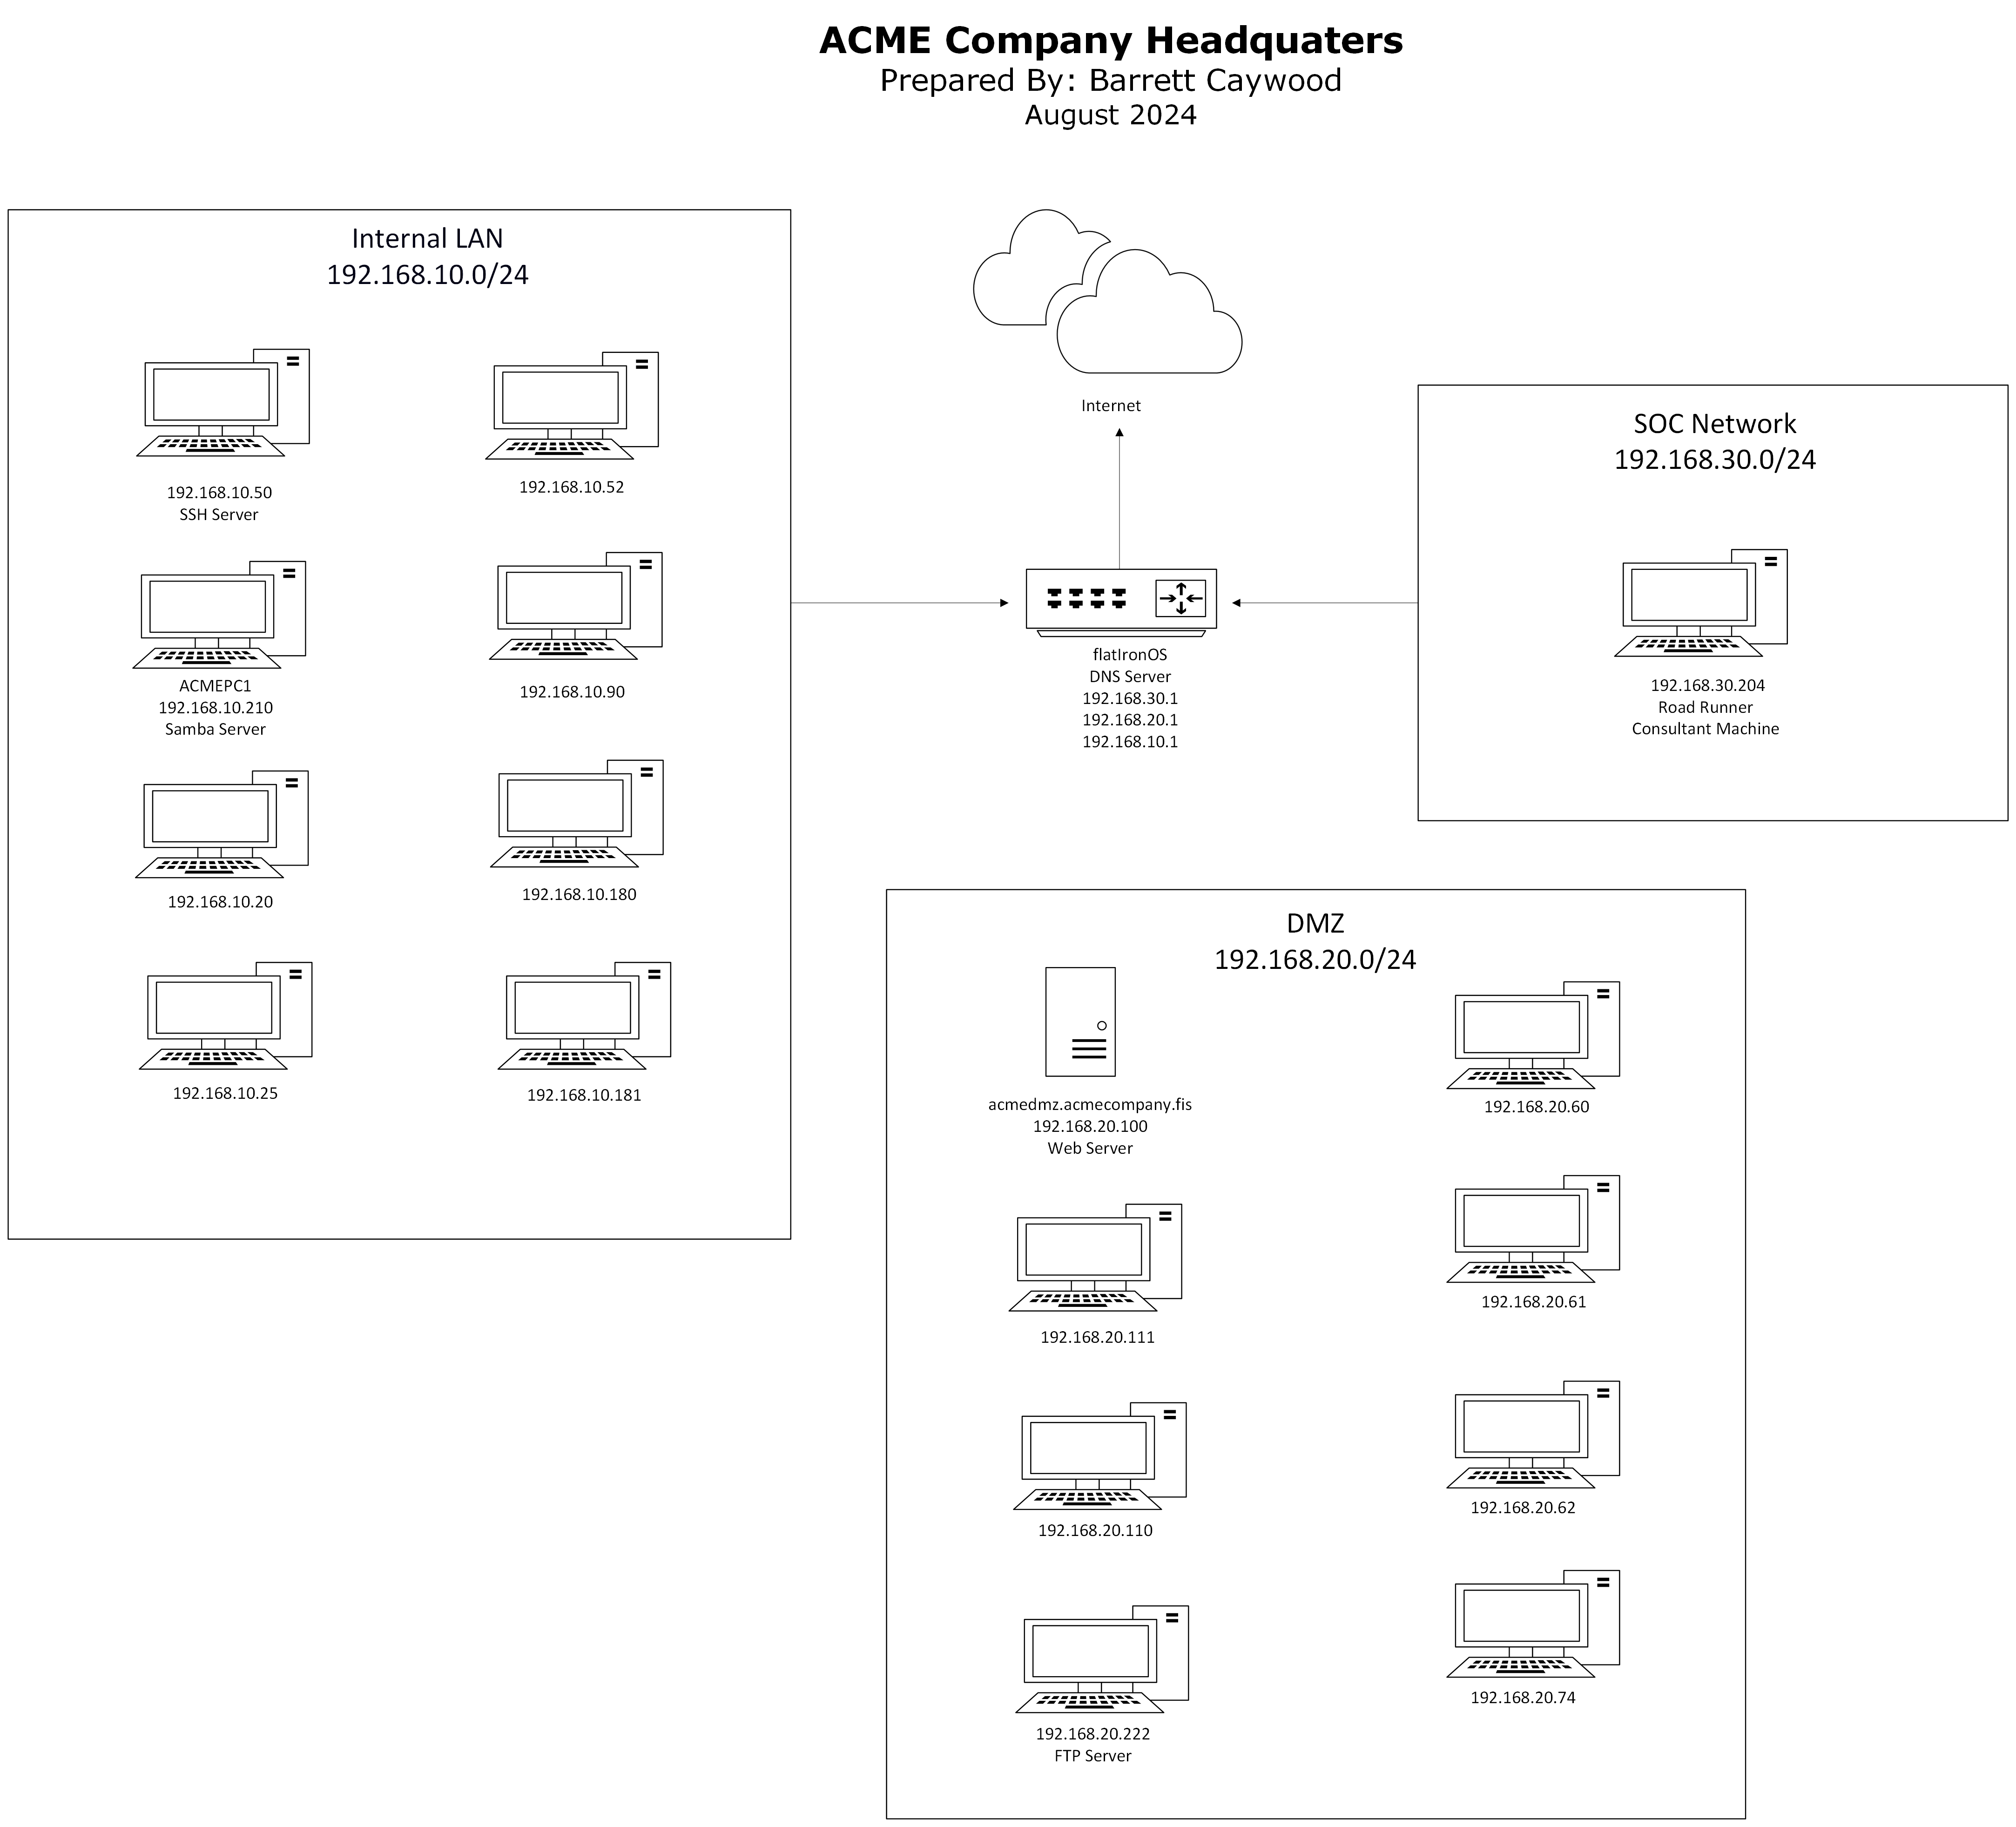 ACME Company Headquaters
Prepared By: Barrett Caywood
August 2024
Internal LAN
192.168.10.0/24
192.168.10.50
SSH Server
192.168.10.52
ACMEPC1
192.168.10.210
Samba Server
192.168.10.90
192.168.10.20
192.168.10.180
192.168.10.25
192.168.10.181
Internet
flatIronOS
DNS Server
192.168.30.1
192.168.20.1
192.168.10.1
SOC Network
192.168.30.0/24
192.168.30.204
Road Runner
Consultant Machine
DMZ
192.168.20.0/24
acmedmz.acmecompany.fis
192.168.20.100
Web Server
192.168.20.60
192.168.20.111
192.168.20.61
192.168.20.110
192.168.20.62
192.168.20.222
FTP Server
192.168.20.74